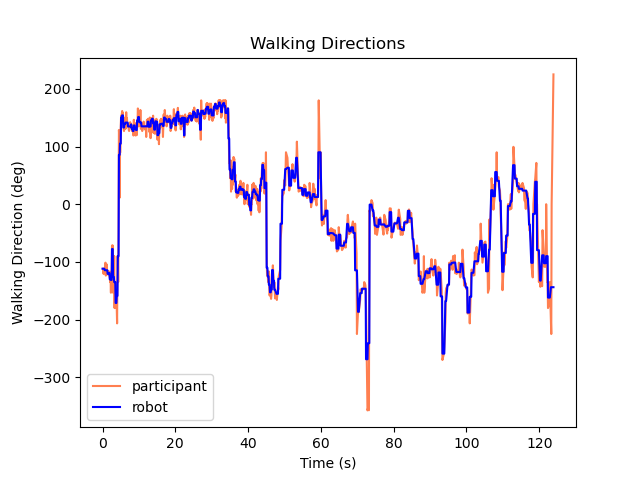 Walking Directions
Walking Direction (deg)
200
100
0
−100
−200
−300
participant
robot
0 20 40 60 80 100 120
Time (s)